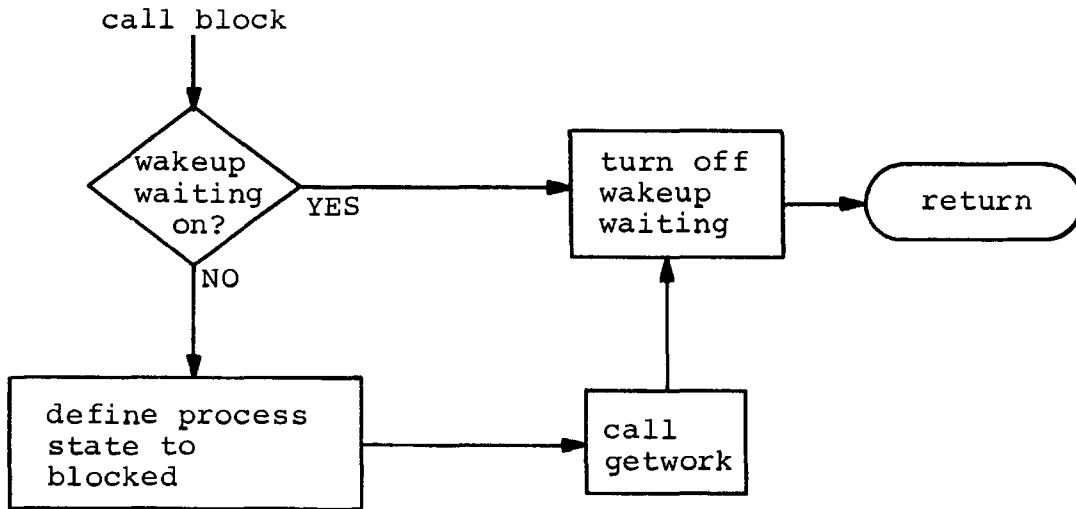 call block
wakeup
waiting
on?
YES
NO
turn off
wakeup
waiting
return
define process
state to
blocked
call
getwork